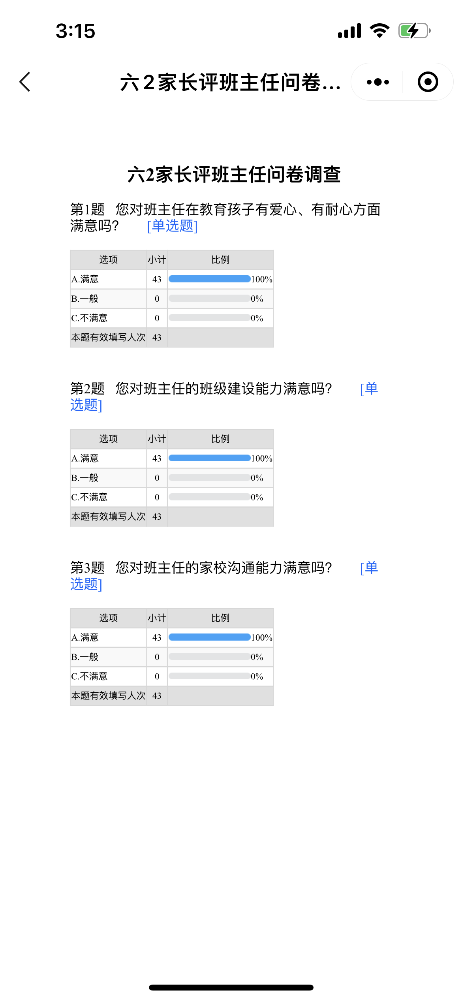 3:15
六2家长评班主任问卷...
六2家长评班主任问卷调查
第1题 您对班主任在教育孩子有爱心、有耐心方面
满意吗? [单选题]
选项 小计 比例
A.满意 43 100%
B.一般 0 0%
C.不满意 0 0%
本题有效填写人次 43
第2题 您对班主任的班级建设能力满意吗? [单
选题]
选项 小计 比例
A.满意 43 100%
B.一般 0 0%
C.不满意 0 0%
本题有效填写人次 43
第3题 您对班主任的家校沟通能力满意吗? [单
选题]
选项 小计 比例
A.满意 43 100%
B.一般 0 0%
C.不满意 0 0%
本题有效填写人次 43